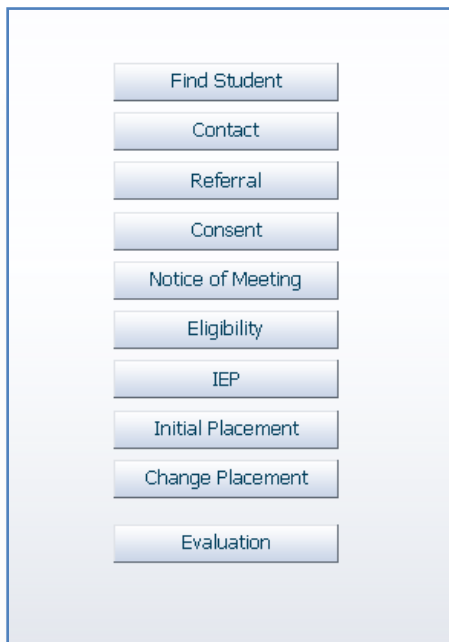 Find Student
Contact
Referral
Consent
Notice of Meeting
Eligibility
IEP
Initial Placement
Change Placement
Evaluation